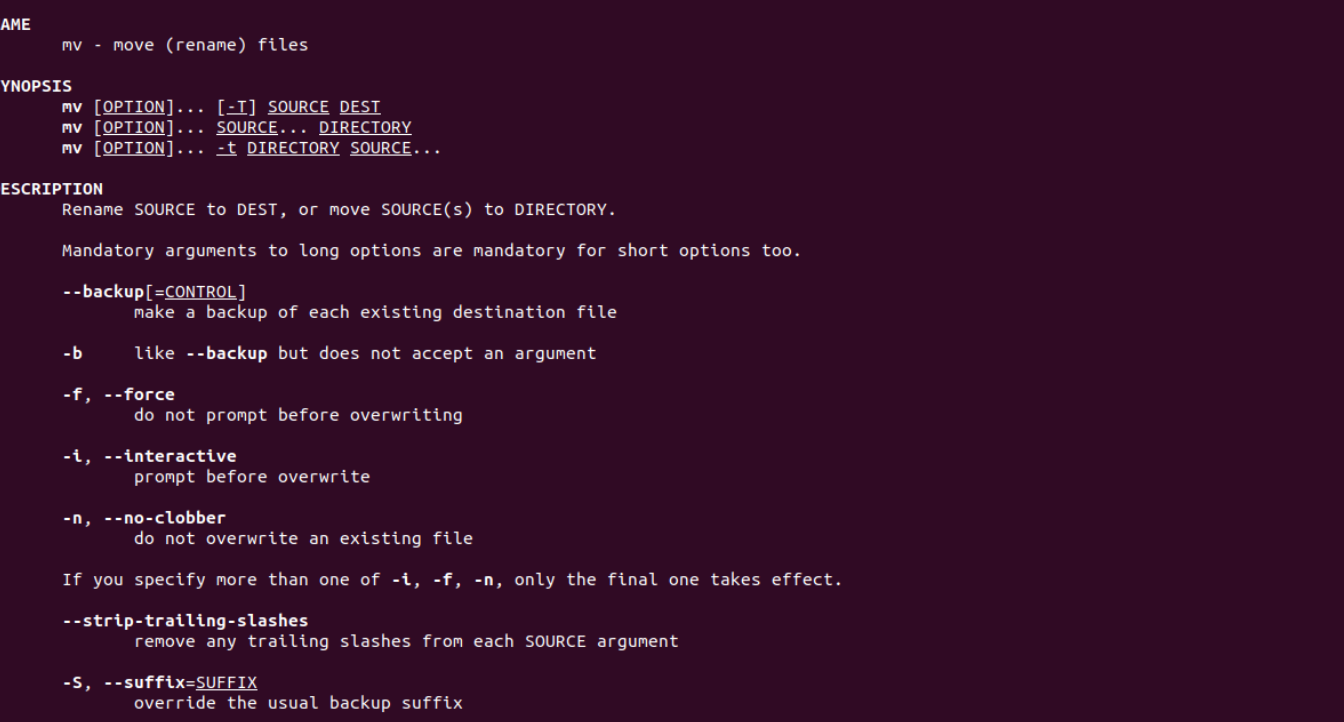 AME
mv - move (rename) files
YNOPSIS
mv [OPTION]... [-T] SOURCE DEST
mv [OPTION]... SOURCE... DIRECTORY
mv [OPTION]... -t DIRECTORY SOURCE...
ESCRIPTION
Rename SOURCE to DEST, or move SOURCE(s) to DIRECTORY.
Mandatory arguments to long options are mandatory for short options too.
--backup[=CONTROL]
make a backup of each existing destination file
-b like --backup but does not accept an argument
-f, --force
do not prompt before overwriting
-i, --interactive
prompt before overwrite
-n, --no-clobber
do not overwrite an existing file
If you specify more than one of -i, -f, -n, only the final one takes effect.
--strip-trailing-slashes
remove any trailing slashes from each SOURCE argument
-S, --suffix=SUFFIX
override the usual backup suffix